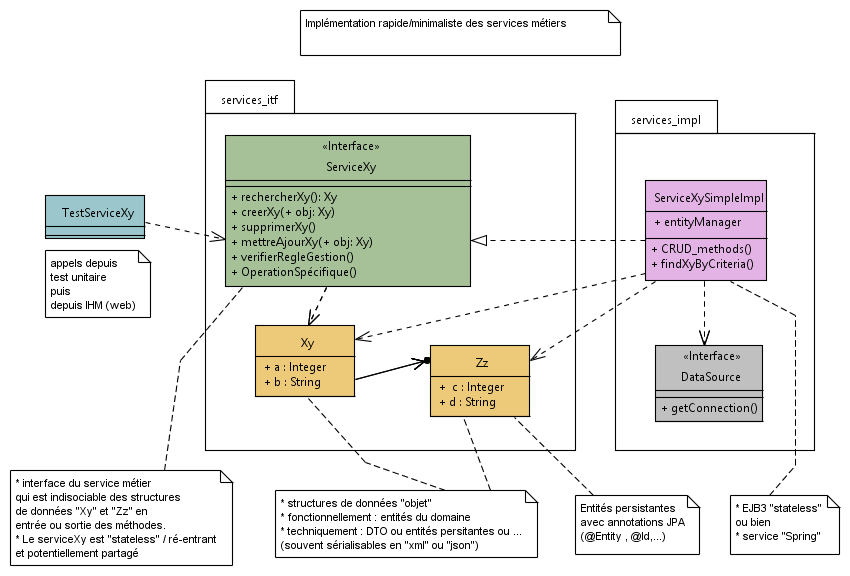 Implémentation rapide/minimaliste des services métiers
services_itf
services_impl
«Interface»
ServiceXy
+ rechercherXy(): Xy
+ creerXy(+ obj: Xy)
+ supprimerXy()
+ mettreAjourXy(+ obj: Xy)
+ verifierRegleGestion()
+ OperationSpécifique()
TestServiceXy
appels depuis
test unitaire
puis
depuis IHM (web)
ServiceXySimpleImpl
+ entityManager
+ CRUD_methods()
+ findXyByCriteria()
Xy
+ a : Integer
+ b : String
Zz
+ c : Integer
+ d : String
«Interface»
DataSource
+ getConnection()
* interface du service métier
qui est indisociable des structures
de données "Xy" et "Zz" en
entrée ou sortie des méthodes.
* Le serviceXy est "stateless" / ré-entrant
et potentiellement partagé
* structures de données "objet"
* fonctionnellement : entités du domaine
* techniquement : DTO ou entités persitantes ou ...
(souvent sérialisables en "xml" ou "json")
Entités persistantes
avec annotations JPA
(@Entity , @Id,...)
* EJB3 "stateless"
ou bien
* service "Spring"